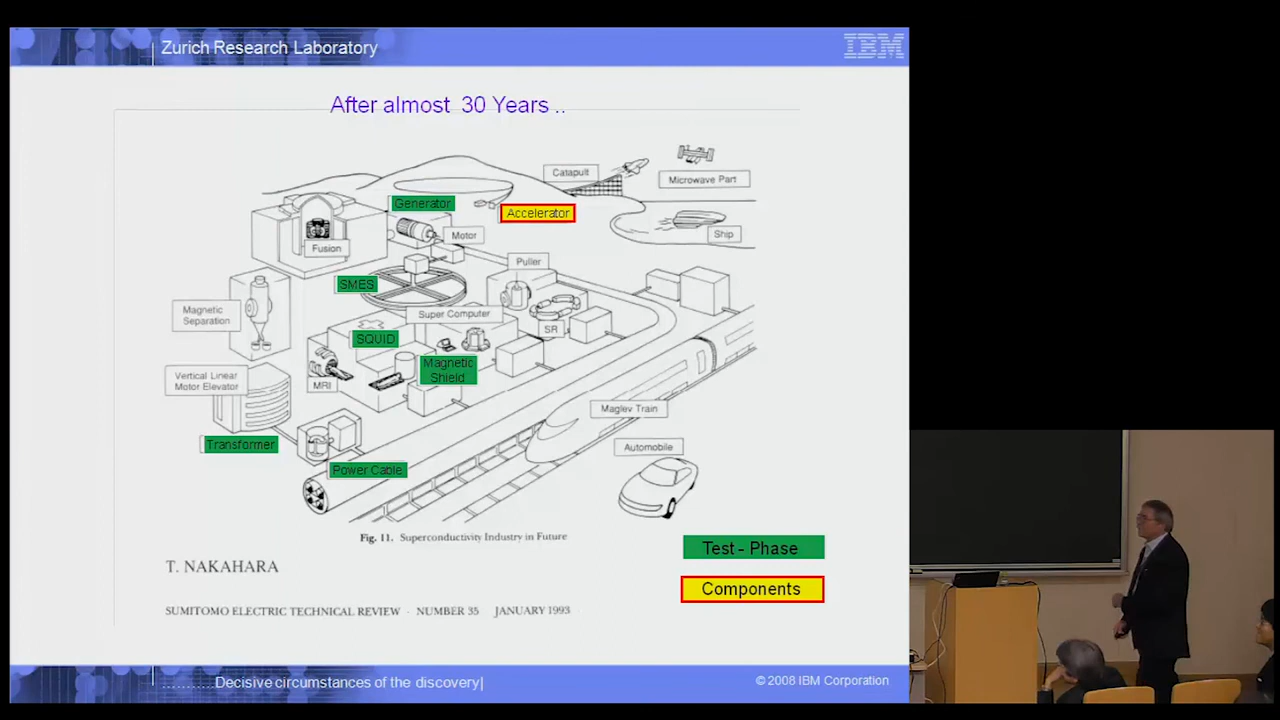 Zurich Research Laboratory
IBM
After almost 30 Years ..
Catapult
Microwave Part
Generator
Accelerator
Motor
Ship
Fusion
Puller
SMES
Magnetic
Separation
Super Computer
SR
SQUID
Magnetic
Shield
Vertical Linear
Motor Elevator
MRI
Maglev Train
Transformer
Automobile
Power Cable
Fig. 11. Superconductivity Industry in Future
Test - Phase
T. NAKAHARA
Components
SUMITOMO ELECTRIC TECHNICAL REVIEW · NUMBER 35 JANUARY 1993
...........Decisive circumstances of the discovery|
© 2008 IBM Corporation